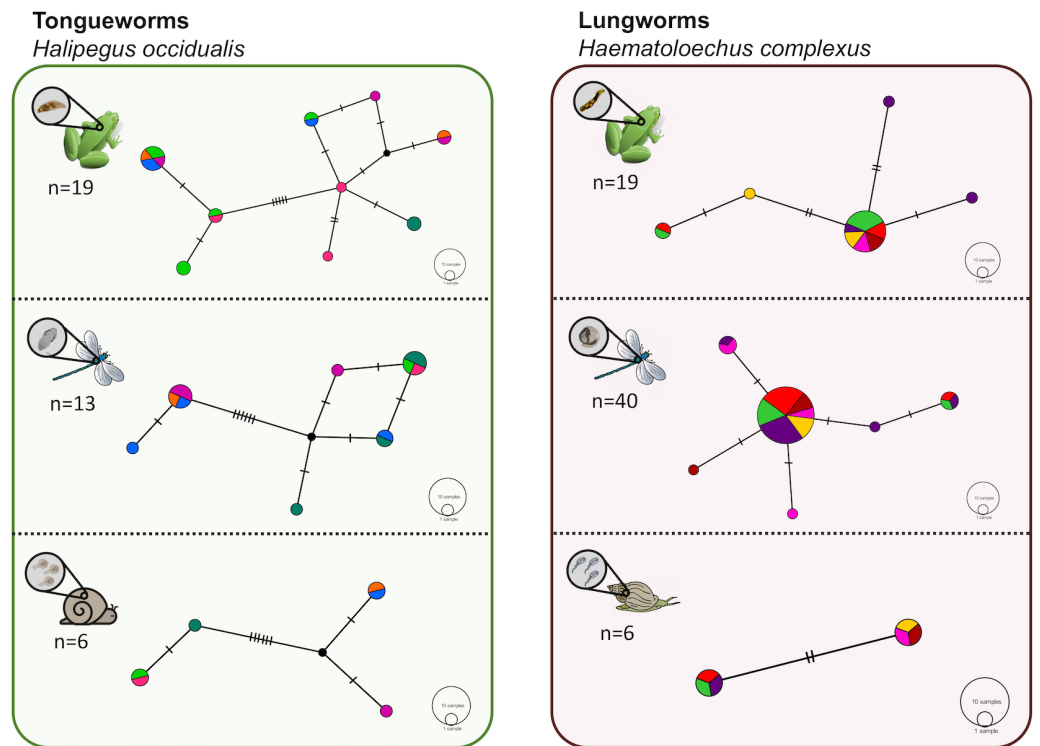 Tongueworms
Halipegus occidualis
n=19
10 samples
1 sample
n=13
10 samples
1 sample
n=6
10 samples
1 sample
Lungworms
Haematoloechus complexus
n=19
10 samples
1 sample
n=40
10 samples
1 sample
n=6
10 samples
1 sample